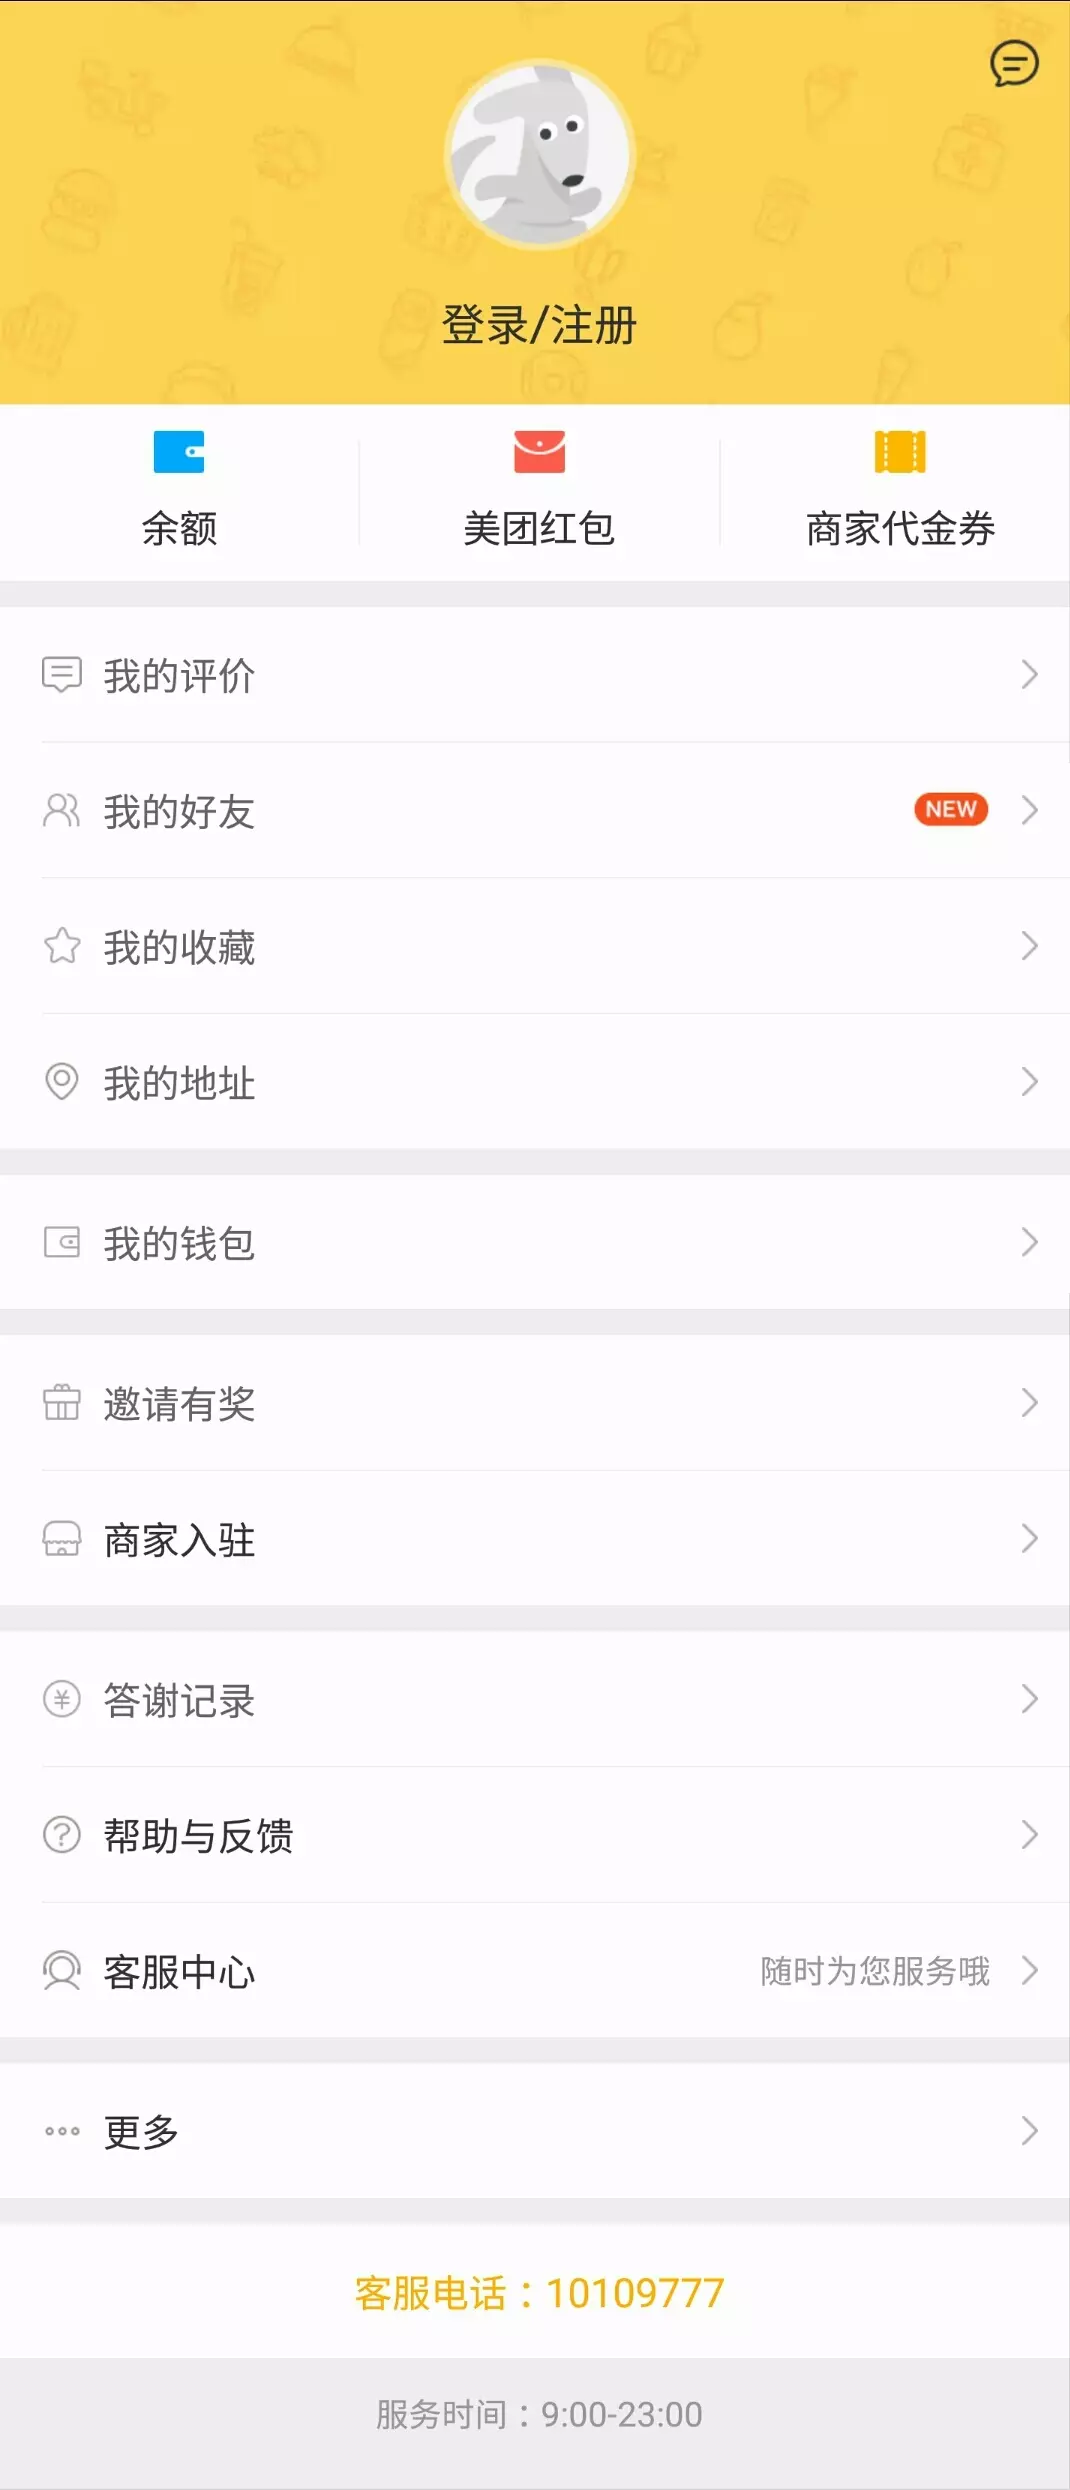 登录/注册
余额
美团红包
商家代金券
我的评价
我的好友
NEW
我的收藏
我的地址
我的钱包
邀请有奖
商家入驻
答谢记录
帮助与反馈
客服中心
随时为您服务哦
更多
客服电话：10109777
服务时间：9:00-23:00